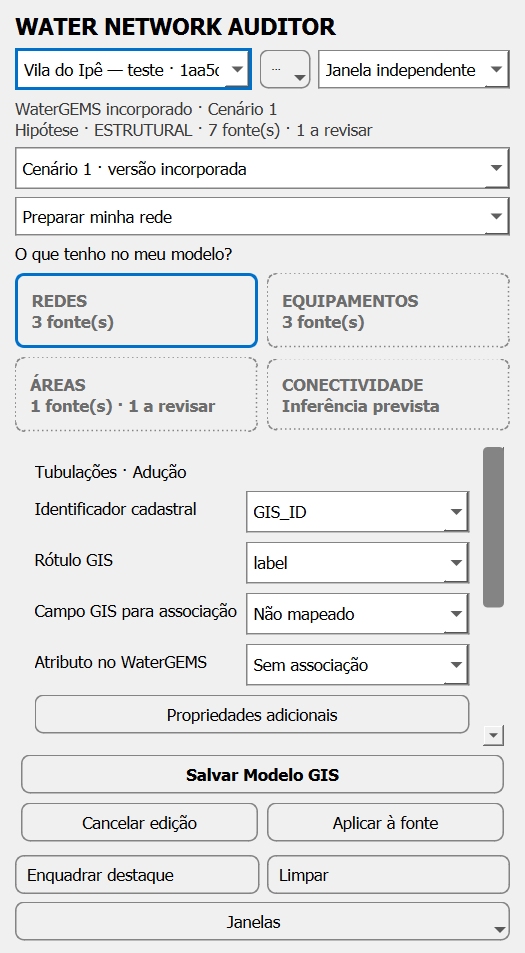 WATER NETWORK AUDITOR
Vila do Ipê — teste · 1aa5c
...
Janela independente
WaterGEMS incorporado · Cenário 1
Hipótese · ESTRUTURAL · 7 fonte(s) · 1 a revisar
Cenário 1 · versão incorporada
Preparar minha rede
O que tenho no meu modelo?
REDES
3 fonte(s)
EQUIPAMENTOS
3 fonte(s)
ÁREAS
1 fonte(s) · 1 a revisar
CONECTIVIDADE
Inferência prevista
Tubulações · Adução
Identificador cadastral
GIS_ID
Rótulo GIS
label
Campo GIS para associação
Não mapeado
Atributo no WaterGEMS
Sem associação
Propriedades adicionais
Salvar Modelo GIS
Cancelar edição
Aplicar à fonte
Enquadrar destaque
Limpar
Janelas